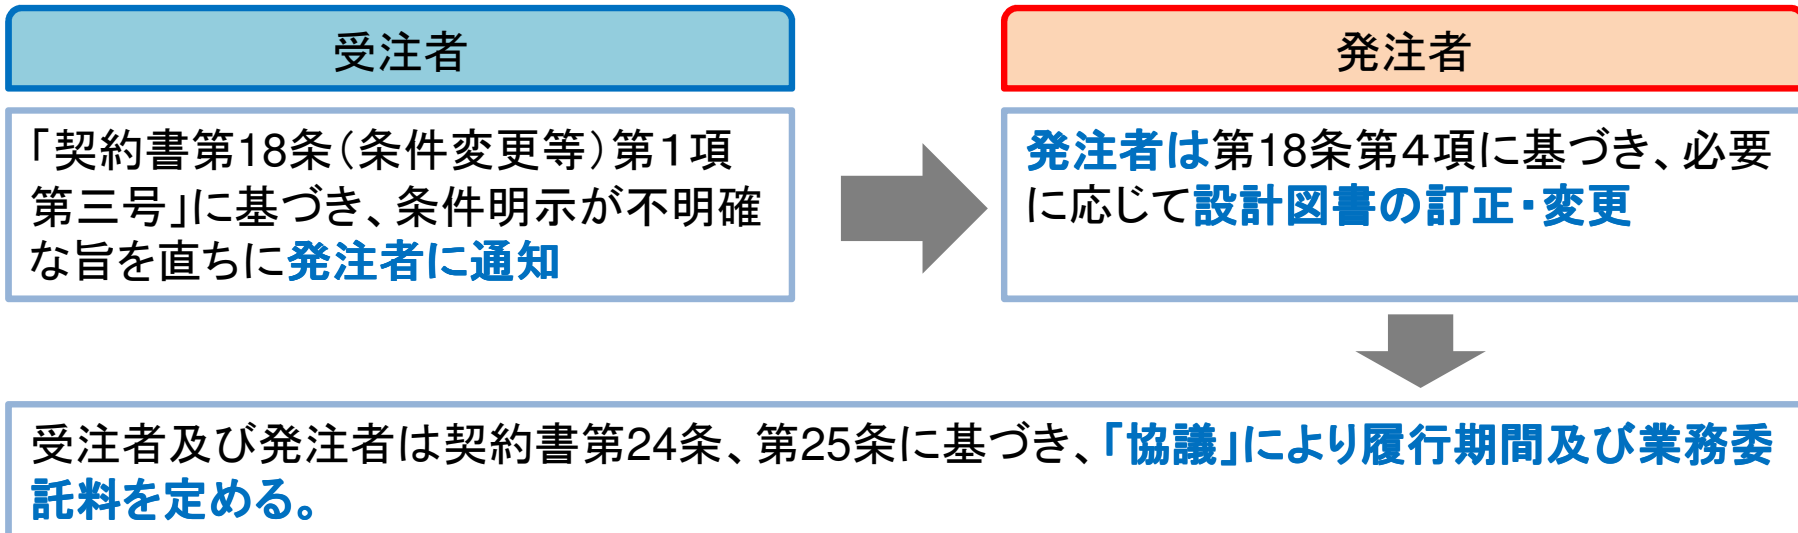 受注者
「契約書第18条（条件変更等）第１項
第三号」に基づき、条件明示が不明確
な旨を直ちに発注者に通知
発注者
発注者は第18条第４項に基づき、必要
に応じて設計図書の訂正・変更
受注者及び発注者は契約書第24条、第25条に基づき、「協議」により履行期間及び業務委
託料を定める。